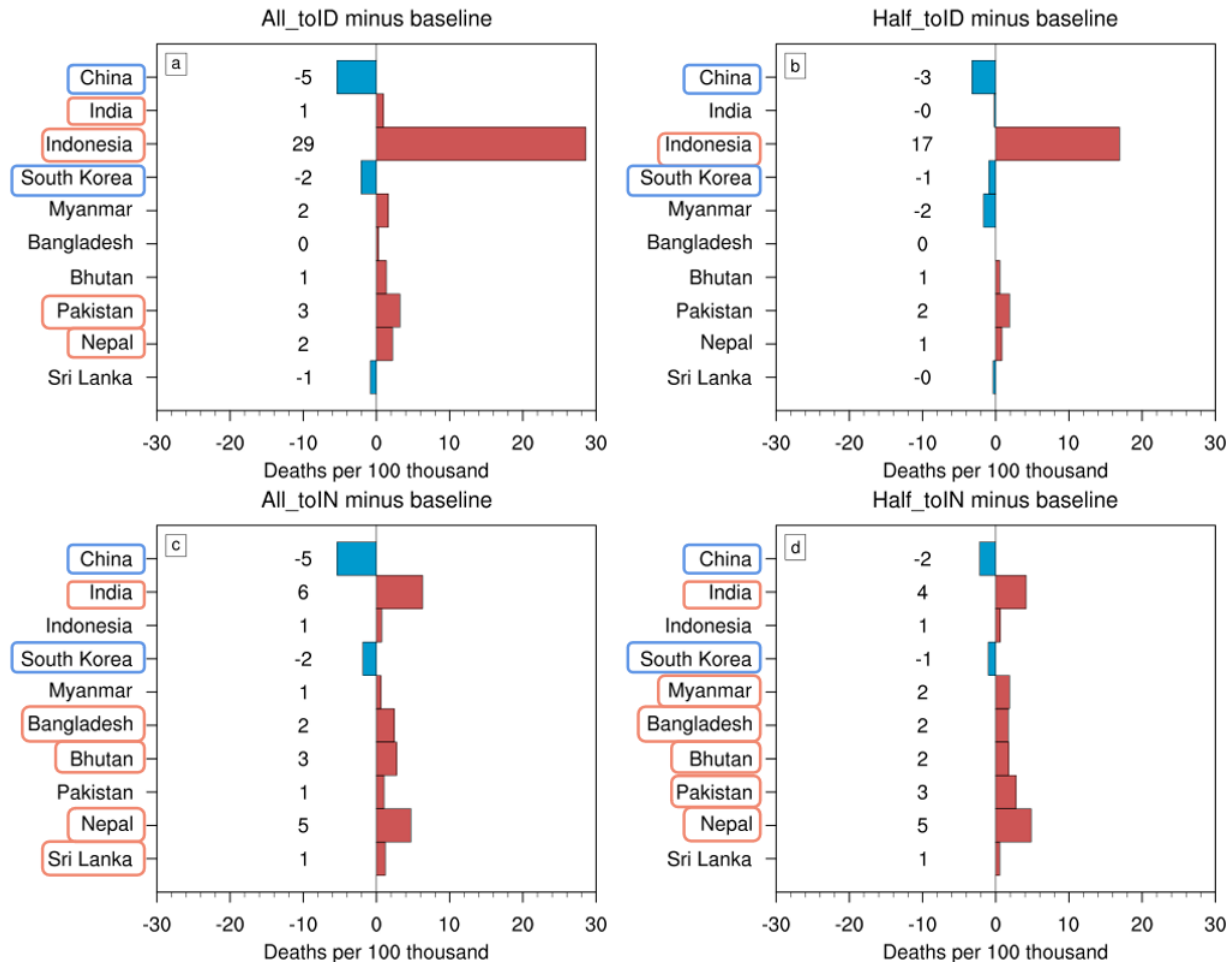 All_toID minus baseline
a
China -5
India 1
Indonesia 29
South Korea -2
Myanmar 2
Bangladesh 0
Bhutan 1
Pakistan 3
Nepal 2
Sri Lanka -1
-30 -20 -10 0 10 20 30
Deaths per 100 thousand
Half_toID minus baseline
b
China -3
India -0
Indonesia 17
South Korea -1
Myanmar -2
Bangladesh 0
Bhutan 1
Pakistan 2
Nepal 1
Sri Lanka -0
-30 -20 -10 0 10 20 30
Deaths per 100 thousand
All_toIN minus baseline
c
China -5
India 6
Indonesia 1
South Korea -2
Myanmar 1
Bangladesh 2
Bhutan 3
Pakistan 1
Nepal 5
Sri Lanka 1
-30 -20 -10 0 10 20 30
Deaths per 100 thousand
Half_toIN minus baseline
d
China -2
India 4
Indonesia 1
South Korea -1
Myanmar 2
Bangladesh 2
Bhutan 2
Pakistan 3
Nepal 5
Sri Lanka 1
-30 -20 -10 0 10 20 30
Deaths per 100 thousand